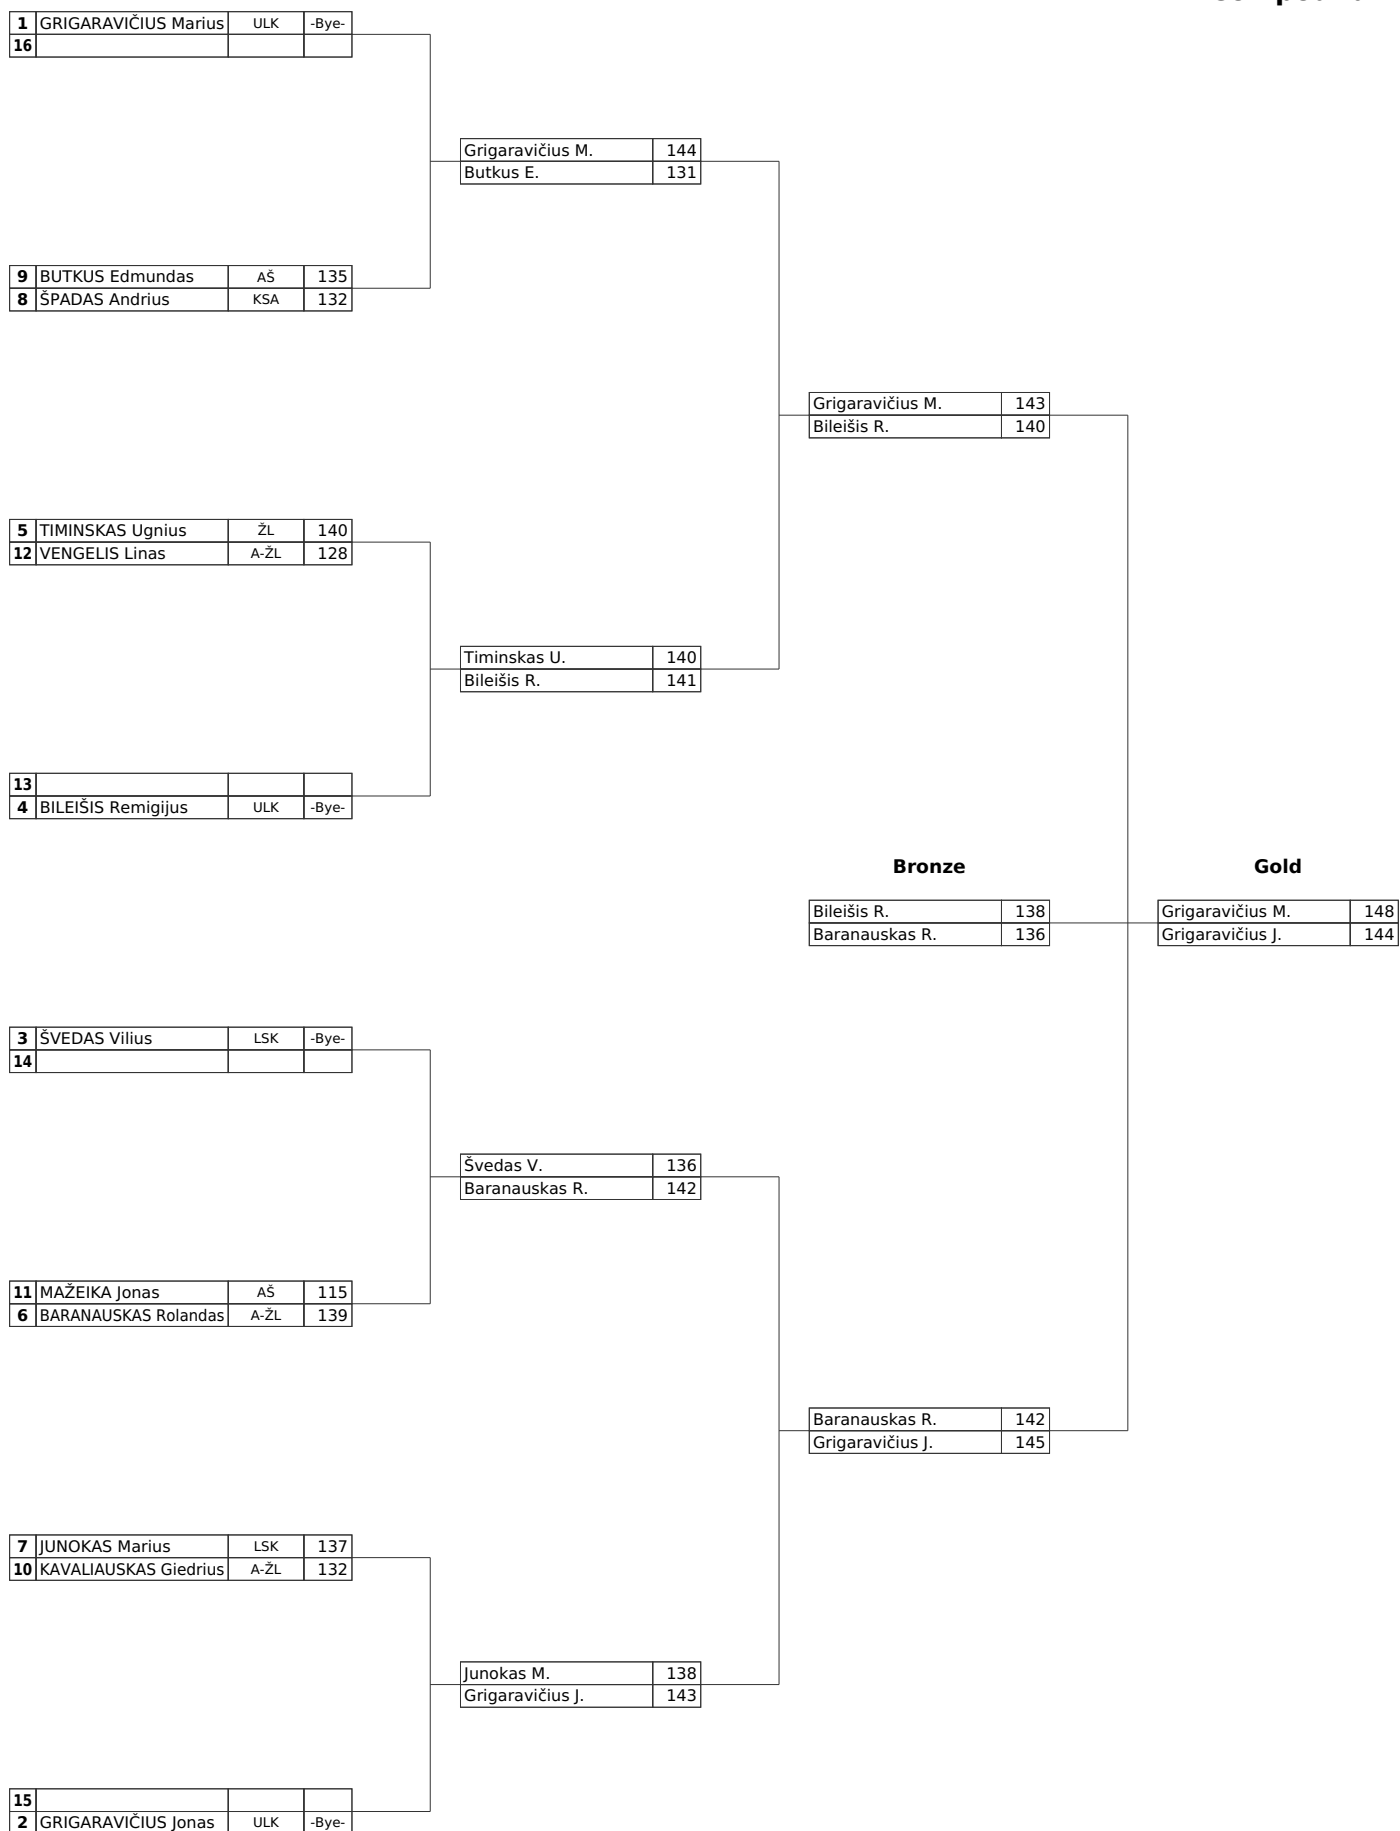 1 GRIGARAVIČIUS Marius ULK -Bye-
16
Grigaravičius M. 144
Butkus E. 131
9 BUTKUS Edmundas AŠ 135
8 ŠPADAS Andrius KSA 132
Grigaravičius M. 143
Bileišis R. 140
5 TIMINSKAS Ugnius ŽL 140
12 VENGELIS Linas A-ŽL 128
Timinskas U. 140
Bileišis R. 141
13
4 BILEIŠIS Remigijus ULK -Bye-
Bronze Gold
Bileišis R. 138 Grigaravičius M. 148
Baranauskas R. 136 Grigaravičius J. 144
3 ŠVEDAS Vilius LSK -Bye-
14
Švedas V. 136
Baranauskas R. 142
11 MAŽEIKA Jonas AŠ 115
6 BARANAUSKAS Rolandas A-ŽL 139
Baranauskas R. 142
Grigaravičius J. 145
7 JUNOKAS Marius LSK 137
10 KAVALIAUSKAS Giedrius A-ŽL 132
Junokas M. 138
Grigaravičius J. 143
15
2 GRIGARAVIČIUS Jonas ULK -Bye-